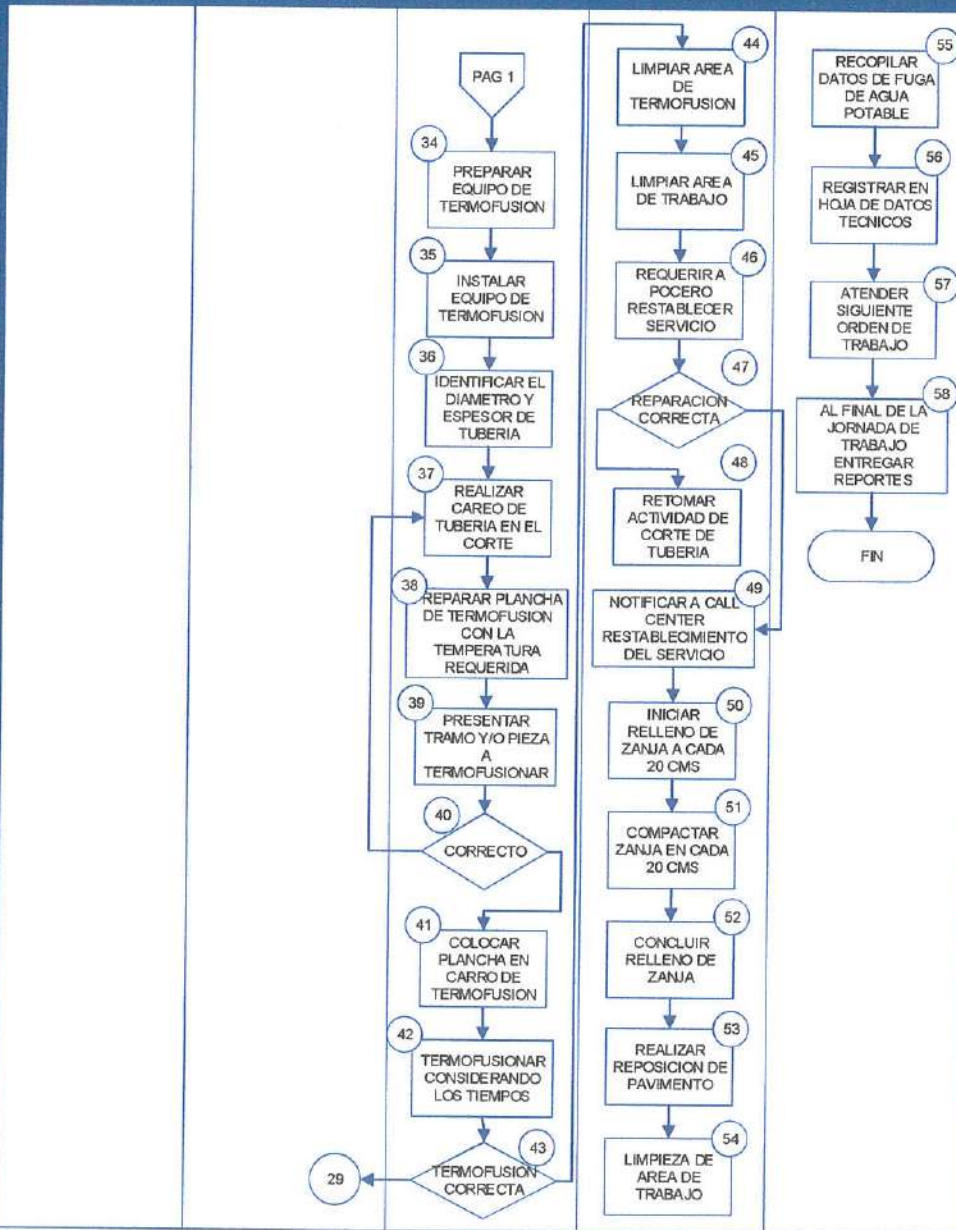 PAG 1
34
PREPARAR
EQUIPO DE
TERMOFUSION
35
INSTALAR
EQUIPO DE
TERMOFUSION
36
IDENTIFICAR EL
DIAMETRO Y
ESPESOR DE
TUBERIA
37
REALIZAR
CAREO DE
TUBERIA EN EL
CORTE
38
REPARAR PLANCHA
DE TERMOFUSION
CON LA
TEMPERATURA
REQUERIDA
39
PRESENTAR
TRAMO Y/O PIEZA
A
TERMOFUSIONAR
40
CORRECTO
41
COLOCAR
PLANCHA EN
CARRO DE
TERMOFUSION
42
TERMOFUSIONAR
CONSIDERANDO
LOS TIEMPOS
43
TERMOFUSION
CORRECTA
29
44
LIMPIAR AREA
DE
TERMOFUSION
45
LIMPIAR AREA
DE TRABAJO
46
REQUERIR A
POCERO
RESTABLECER
SERVICIO
47
REPARACION
CORRECTA
48
RETOMAR
ACTIVIDAD DE
CORTE DE
TUBERIA
49
NOTIFICAR A CALL
CENTER
RESTABLECIMIENTO
DEL SERVICIO
50
INICIAR
RELLENO DE
ZANJA A CADA
20 CMS
51
COMPACTAR
ZANJA EN CADA
20 CMS
52
CONCLUIR
RELLENO DE
ZANJA
53
REALIZAR
REPOSICION DE
PAVIMENTO
54
LIMPIEZA DE
AREA DE
TRABAJO
55
RECOPILAR
DATOS DE FUGA
DE AGUA
POTABLE
56
REGISTRAR EN
HOJA DE DATOS
TECNICOS
57
ATENDER
SIGUIENTE
ORDEN DE
TRABAJO
58
AL FINAL DE LA
JORNADA DE
TRABAJO
ENTREGAR
REPORTES
FIN